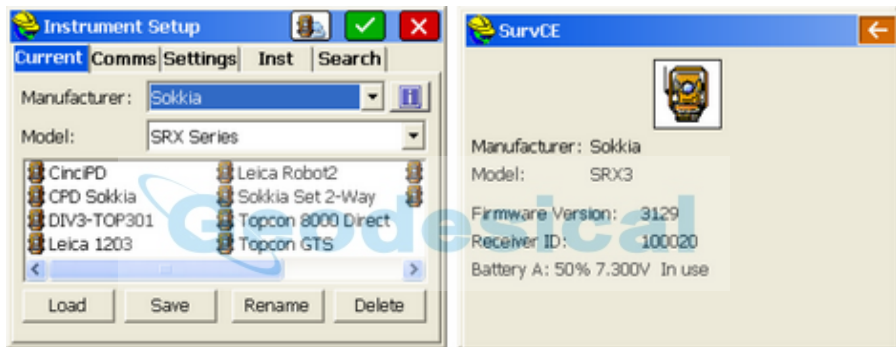 Instrument Setup
Current Comms Settings Inst Search
Manufacturer: Sokkia
Model: SRX Series
CinciPD Leica Robot2
CPD Sokkia Sokkia Set 2-Way
DIV3-TOP301 Topcon 8000 Direct
Leica 1203 Topcon GTS
Load Save Rename Delete
SurvCE
Manufacturer: Sokkia
Model: SRX3
Firmware Version: 3129
Receiver ID: 100020
Battery A: 50% 7.300V In use
Geodesical